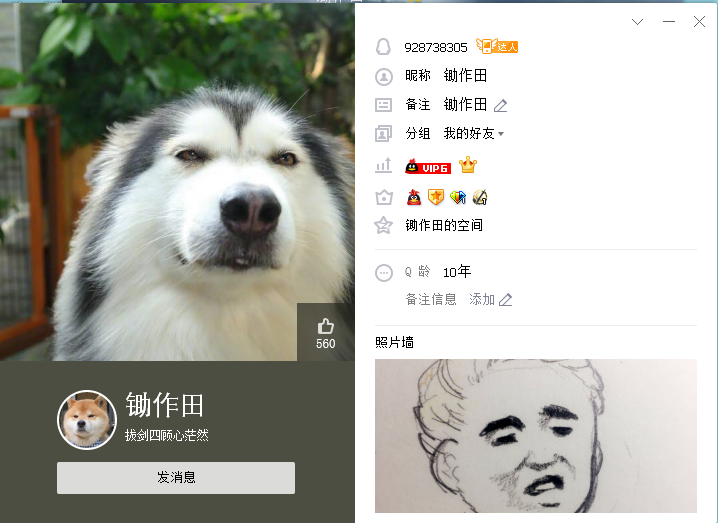 560
锄作田
拔剑四顾心茫然
发消息
928738305 达人
昵称 锄作田
备注 锄作田
分组 我的好友
VIP6
锄作田的空间
Q 龄 10年
备注信息 添加
照片墙